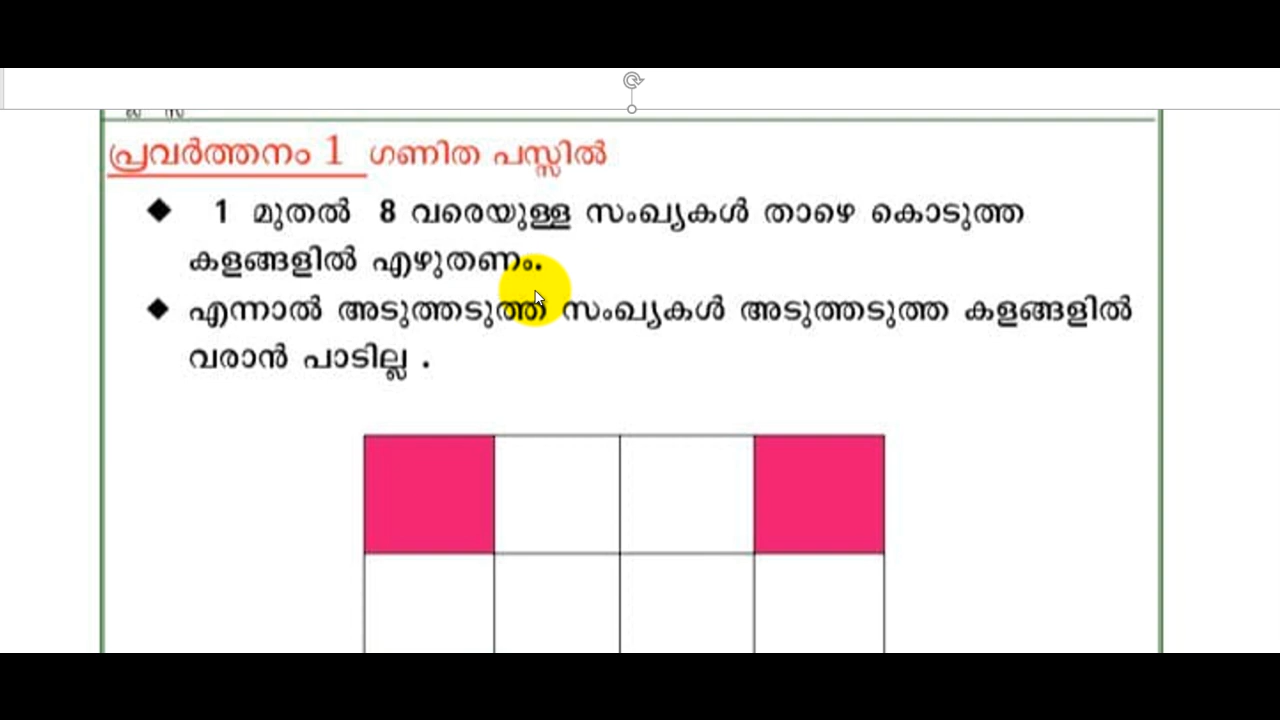 പ്രവർത്തനം 1 ഗണിത പസ്സിൽ
◆ 1 മുതൽ 8 വരെയുള്ള സംഖ്യകൾ താഴെ കൊടുത്ത
കളങ്ങളിൽ എഴുതണം.
◆ എന്നാൽ അടുത്തടുത്ത സംഖ്യകൾ അടുത്തടുത്ത കളങ്ങളിൽ
വരാൻ പാടില്ല .